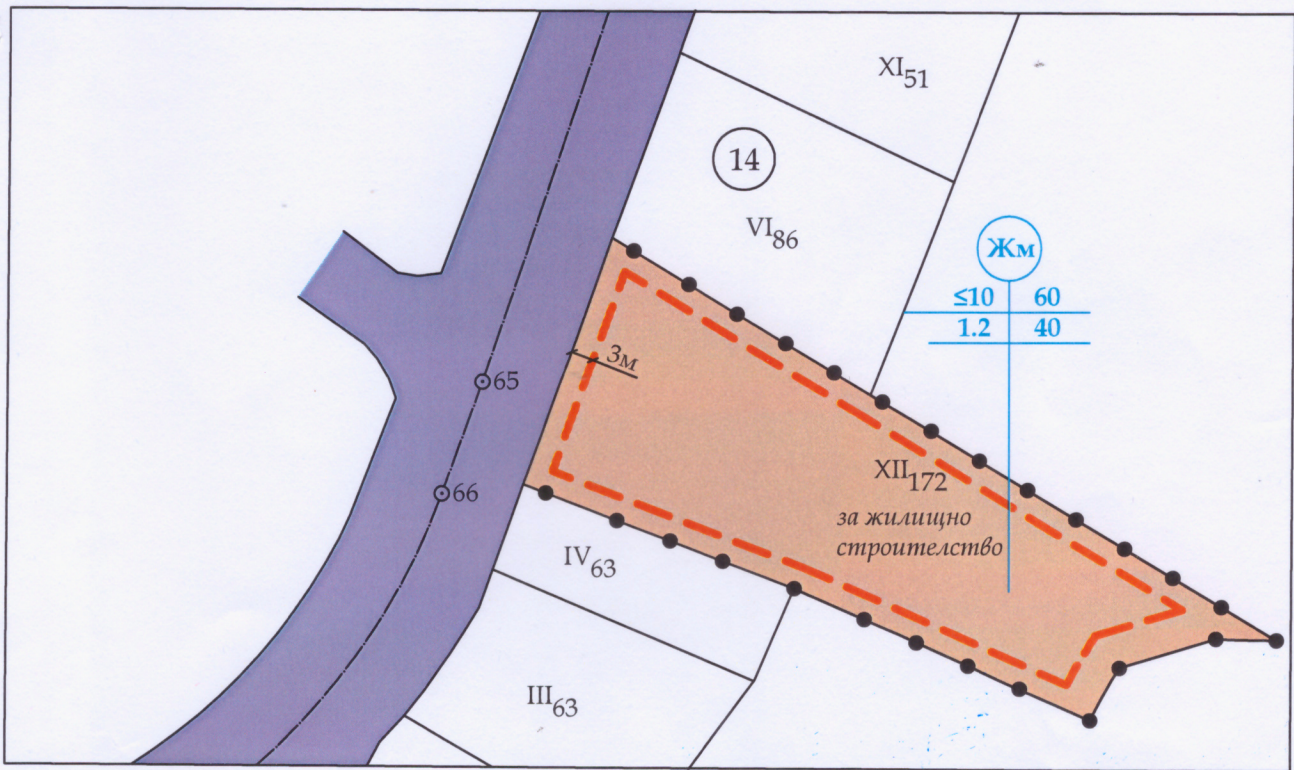 XI51
14
VI86
Жм
≤10 60
1.2 40
3м
65
XII172
66
за жилищно
строителство
IV63
III63